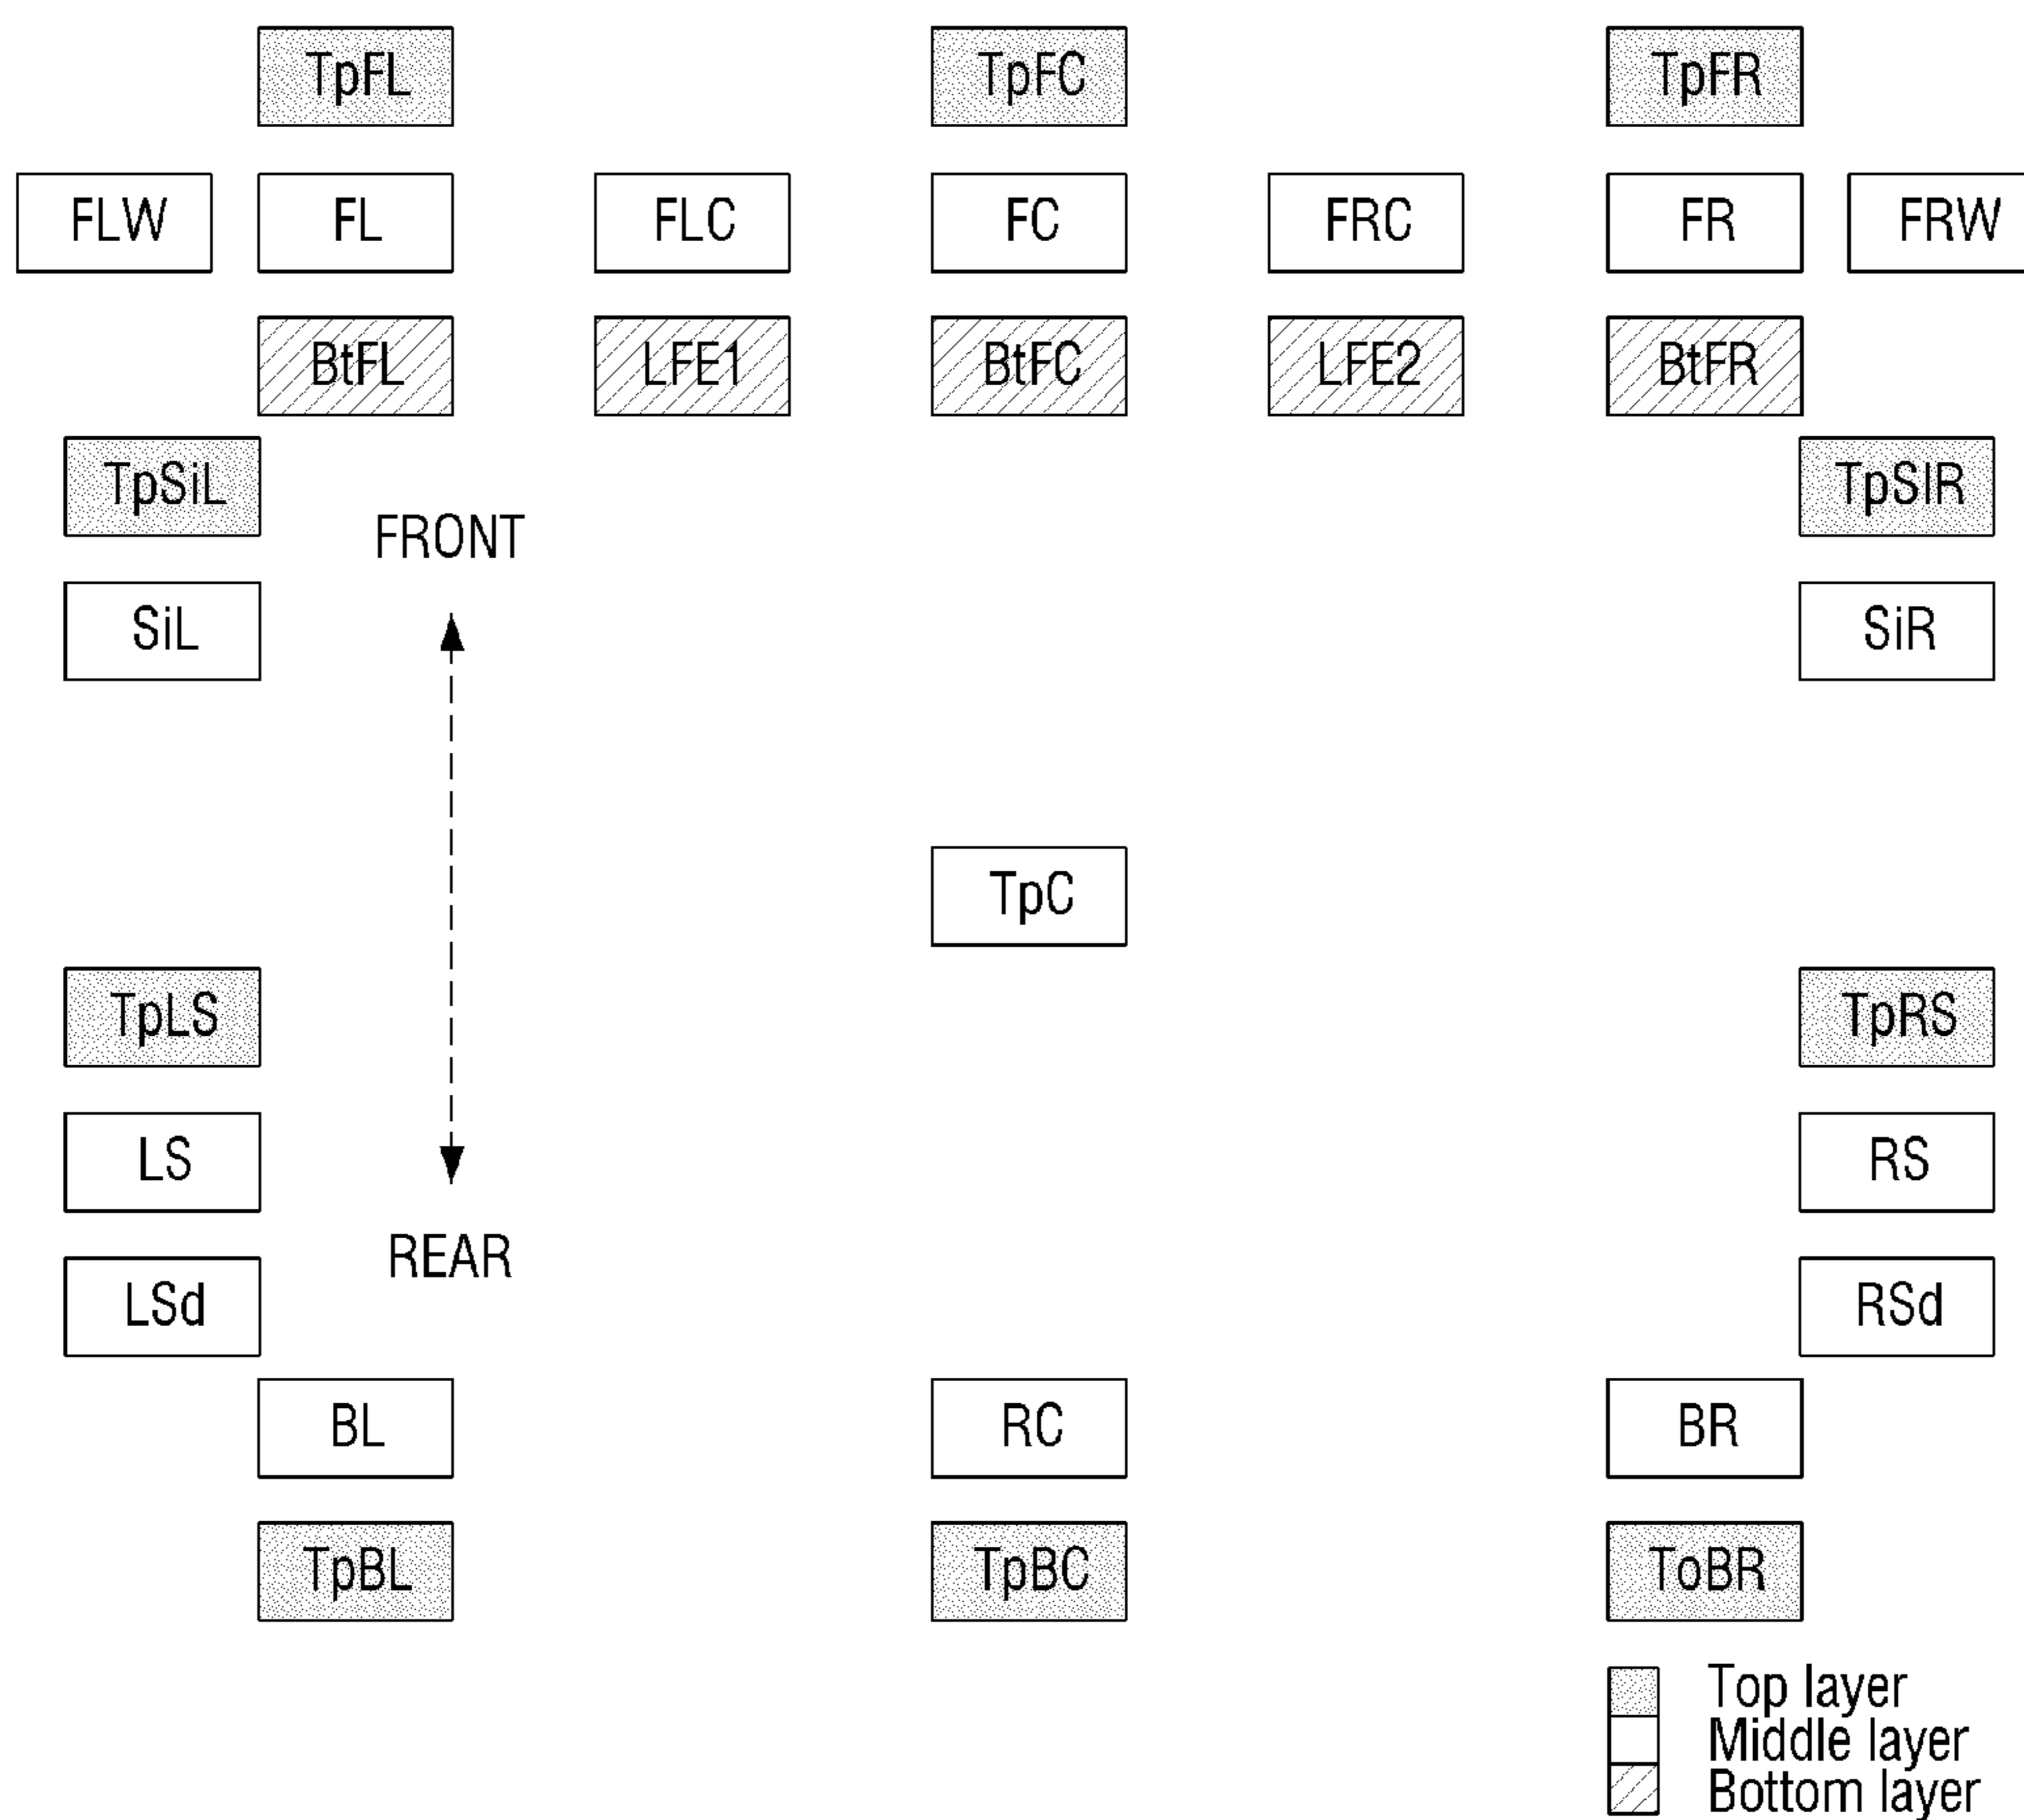 TpFL TpFC TpFR
FLW FL FLC FC FRC FR FRW
BtFL LFE1 BtFC LFE2 BtFR
TpSiL TpSIR
FRONT
SiL SiR
TpC
TpLS TpRS
LS RS
REAR
LSd RSd
BL RC BR
TpBL TpBC ToBR
Top layer
Middle layer
Bottom layer